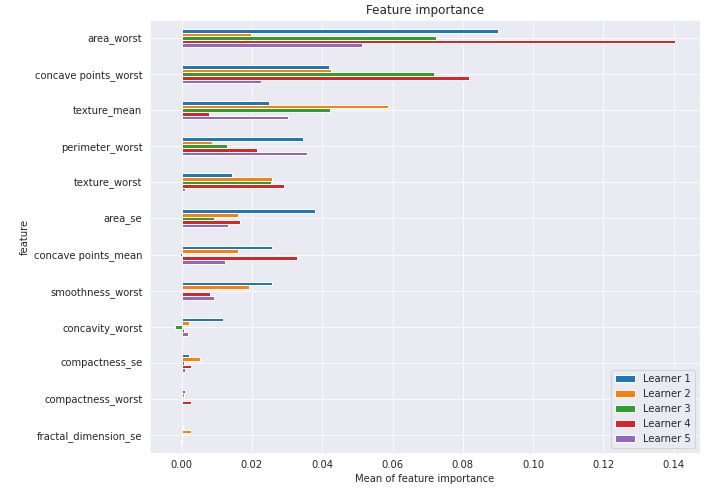 Feature importance
area_worst
concave points_worst
texture_mean
perimeter_worst
texture_worst
area_se
concave points_mean
smoothness_worst
concavity_worst
compactness_se
compactness_worst
fractal_dimension_se
feature
Learner 1
Learner 2
Learner 3
Learner 4
Learner 5
0.00 0.02 0.04 0.06 0.08 0.10 0.12 0.14
Mean of feature importance